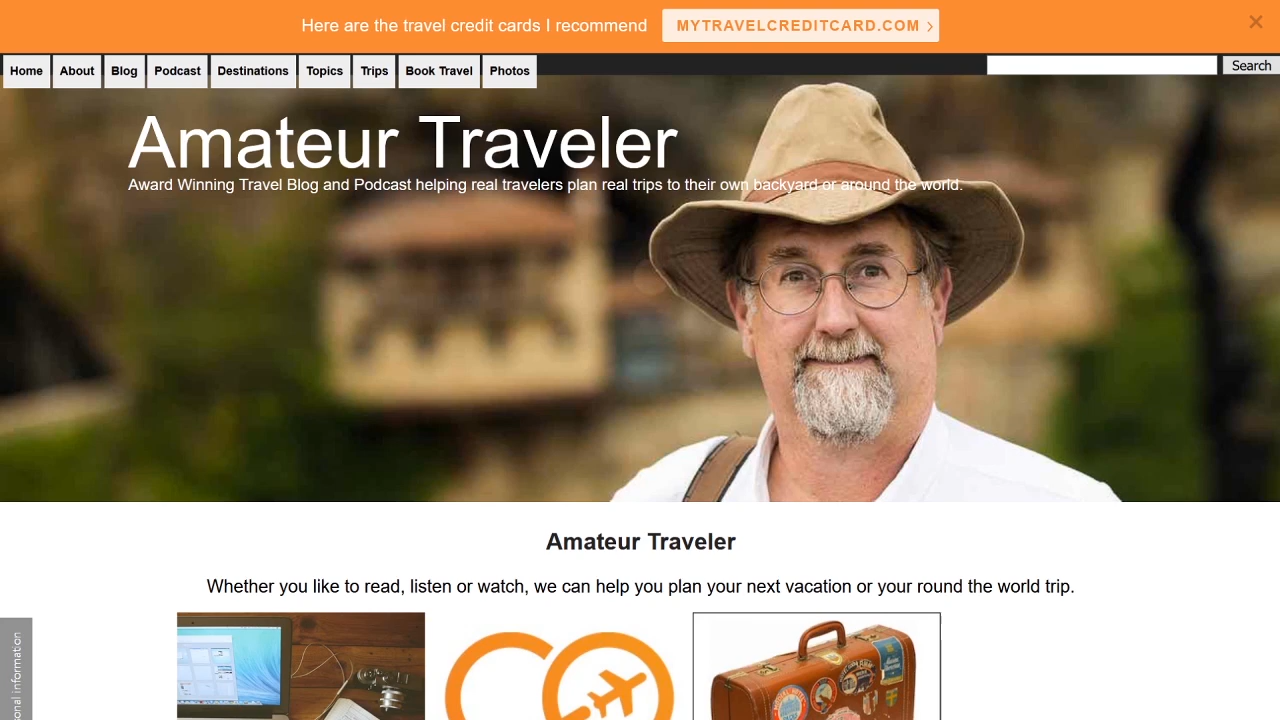 Here are the travel credit cards I recommend
MYTRAVELCREDITCARD.COM
×
Home
About
Blog
Podcast
Destinations
Topics
Trips
Book Travel
Photos
Search
Amateur Traveler
Award Winning Travel Blog and Podcast helping real travelers plan real trips to their own backyard or around the world.
Amateur Traveler
Whether you like to read, listen or watch, we can help you plan your next vacation or your round the world trip.
information